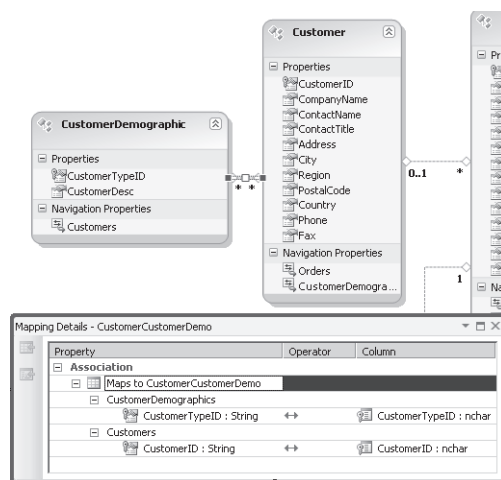 Customer
Properties
CustomerID
CompanyName
ContactName
ContactTitle
Address
City
Region
PostalCode
Country
Phone
Fax
Navigation Properties
Orders
CustomerDemogra...
CustomerDemographic
Properties
CustomerTypeID
CustomerDesc
Navigation Properties
Customers
* *
0..1 *
1
Pr
Na
Mapping Details - CustomerCustomerDemo
Property Operator Column
Association
Maps to CustomerCustomerDemo
CustomerDemographics
CustomerTypeID : String CustomerTypeID : nchar
Customers
CustomerID : String CustomerID : nchar